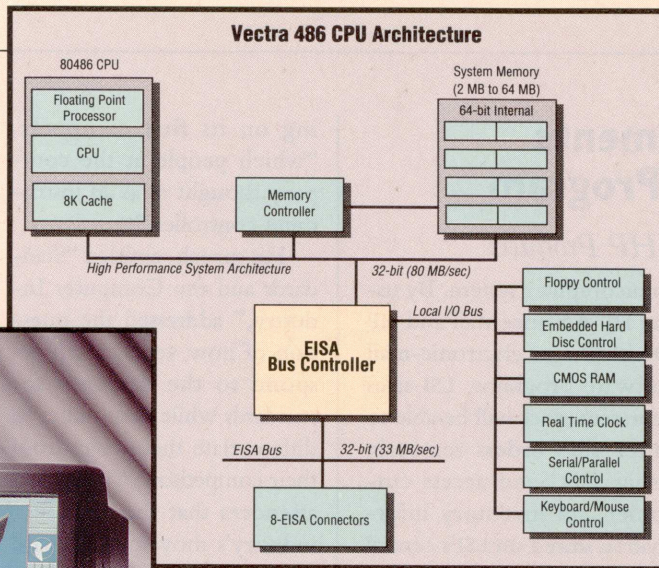 Vectra 486 CPU Architecture
80486 CPU
Floating Point
Processor
CPU
8K Cache
Memory
Controller
System Memory
(2 MB to 64 MB)
64-bit Internal
High Performance System Architecture
32-bit (80 MB/sec)
Local I/O Bus
EISA
Bus Controller
EISA Bus
32-bit (33 MB/sec)
8-EISA Connectors
Floppy Control
Embedded Hard
Disc Control
CMOS RAM
Real Time Clock
Serial/Parallel
Control
Keyboard/Mouse
Control